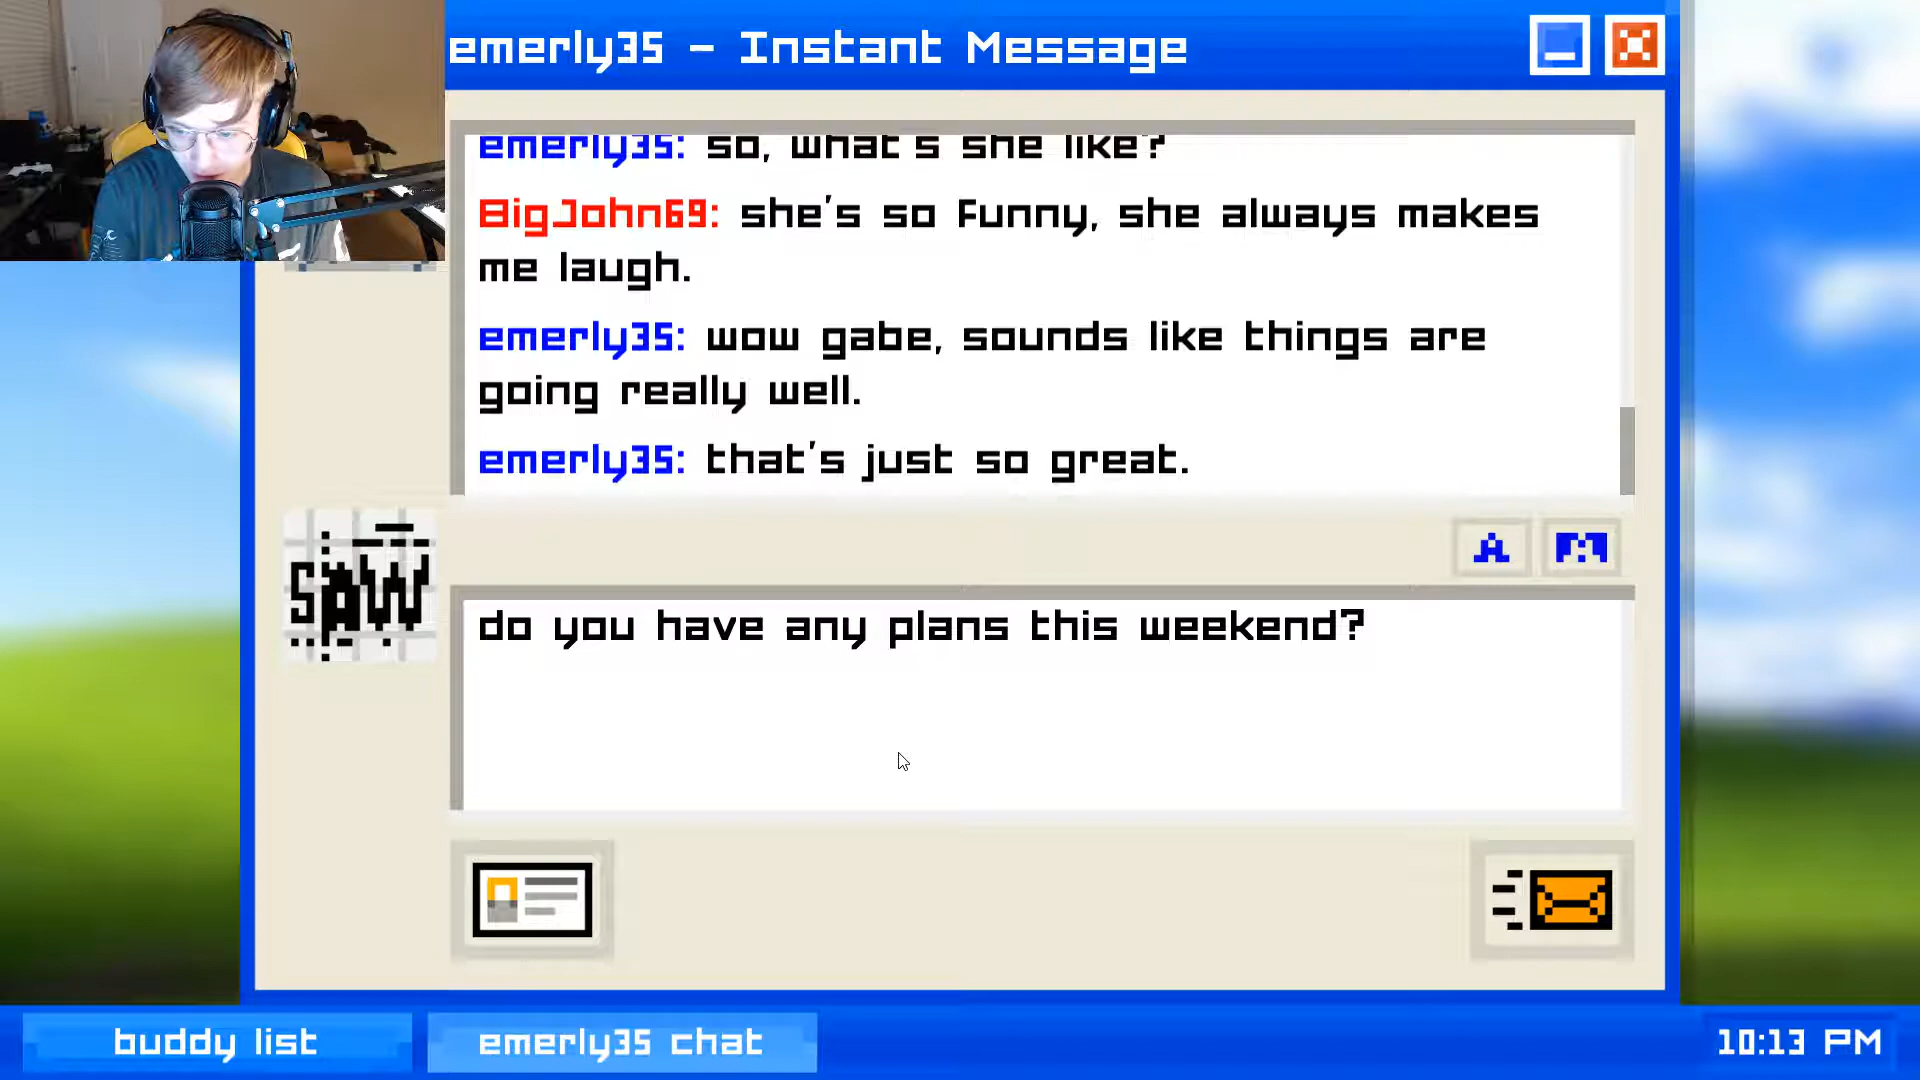 emerly35 - Instant Message
emerly35: so, what's she like?
BigJohn69: she's so funny, she always makes
me laugh.
emerly35: wow gabe, sounds like things are
going really well.
emerly35: that's just so great.
A
SAW
do you have any plans this weekend?
buddy list
emerly35 chat
10:13 PM